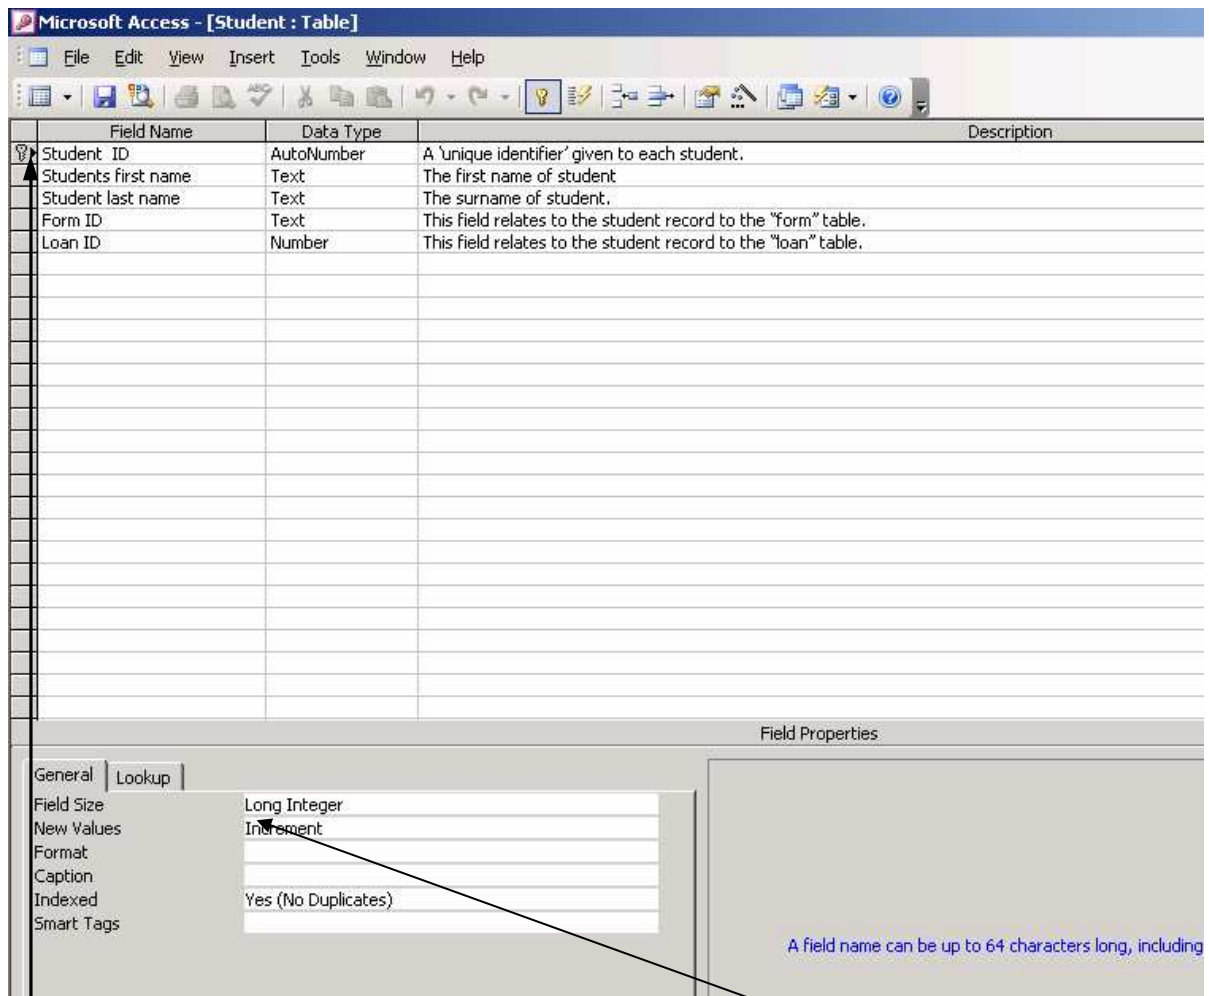 Microsoft Access - [Student : Table]
File Edit View Insert Tools Window Help
Field Name Data Type Description
Student ID AutoNumber A 'unique identifier' given to each student.
Students first name Text The first name of student
Student last name Text The surname of student.
Form ID Text This field relates to the student record to the "form" table.
Loan ID Number This field relates to the student record to the "loan" table.
Field Properties
General Lookup
Field Size Long Integer
New Values Increment
Format
Caption
Indexed Yes (No Duplicates)
Smart Tags
A field name can be up to 64 characters long, including